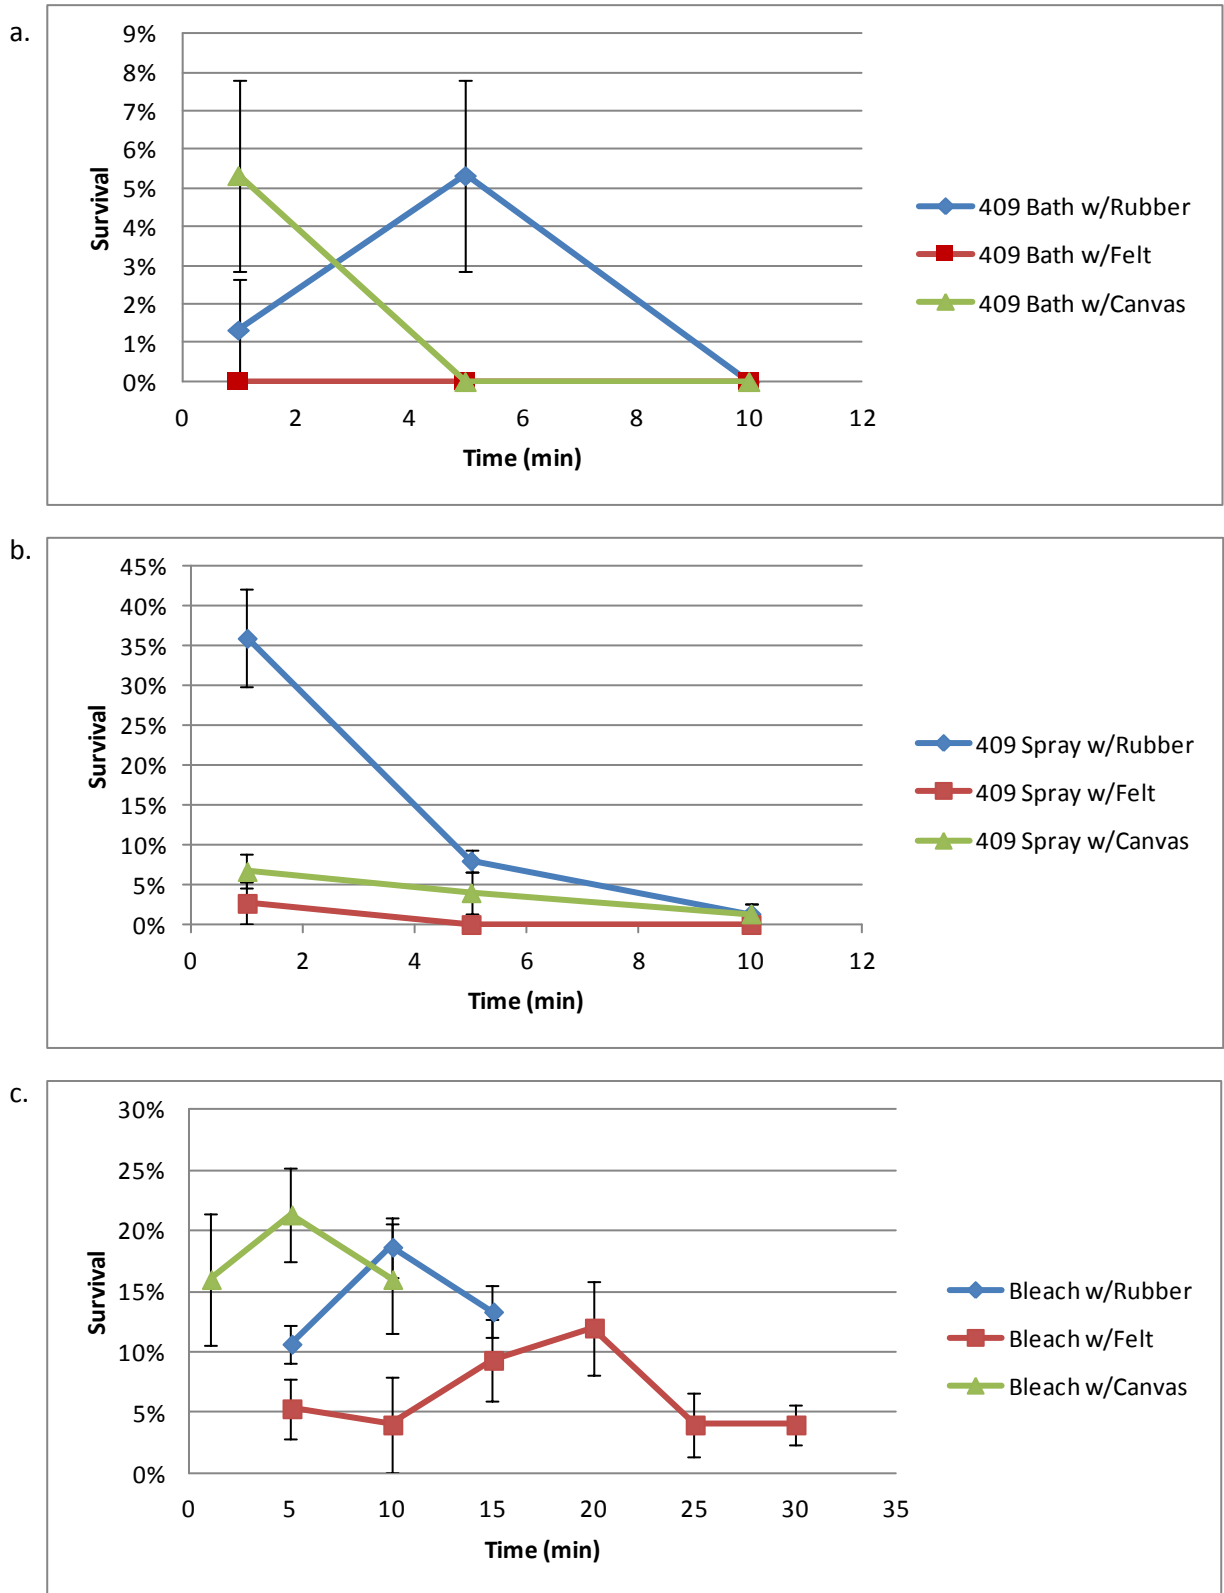 a.
9%
8%
7%
6%
5%
4%
3%
2%
1%
0%
Survival
0 2 4 6 8 10 12
Time (min)
409 Bath w/Rubber
409 Bath w/Felt
409 Bath w/Canvas
b.
45%
40%
35%
30%
25%
20%
15%
10%
5%
0%
Survival
0 2 4 6 8 10 12
Time (min)
409 Spray w/Rubber
409 Spray w/Felt
409 Spray w/Canvas
c.
30%
25%
20%
15%
10%
5%
0%
Survival
0 5 10 15 20 25 30 35
Time (min)
Bleach w/Rubber
Bleach w/Felt
Bleach w/Canvas